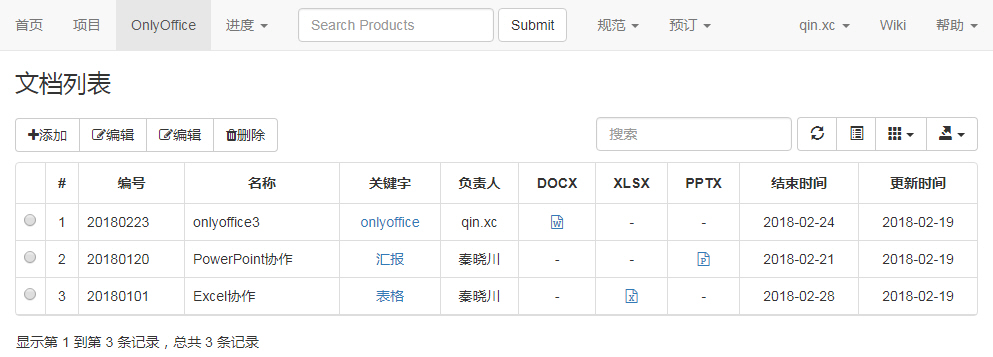 首页 项目 OnlyOffice 进度 Search Products Submit 规范 预订 qin.xc Wiki 帮助
文档列表
添加 编辑 编辑 删除 搜索
# 编号 名称 关键字 负责人 DOCX XLSX PPTX 结束时间 更新时间
1 20180223 onlyoffice3 onlyoffice qin.xc - - 2018-02-24 2018-02-19
2 20180120 PowerPoint协作 汇报 秦晓川 - - 2018-02-21 2018-02-19
3 20180101 Excel协作 表格 秦晓川 - - 2018-02-28 2018-02-19
显示第 1 到第 3 条记录，总共 3 条记录